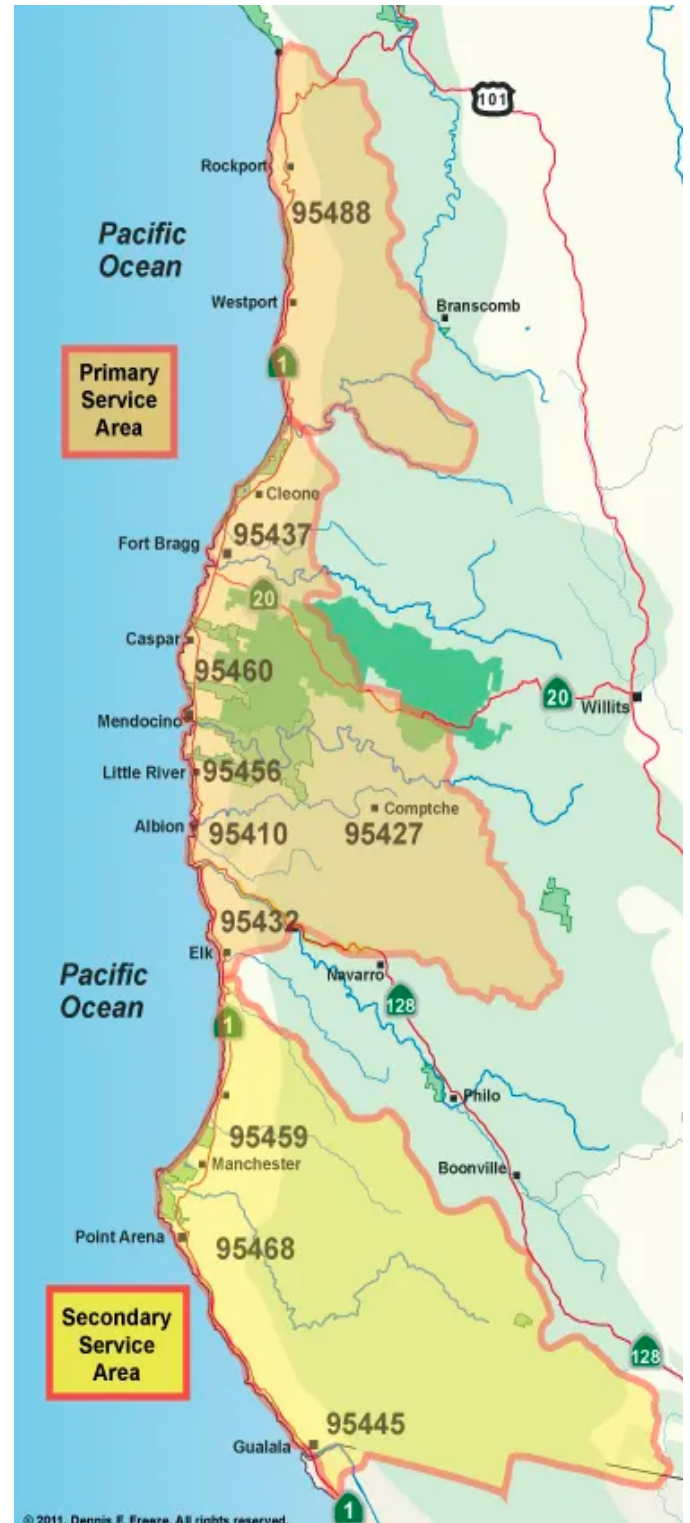 101
Rockport
95488
Pacific
Ocean
Westport
Branscomb
1
Primary
Service
Area
Cleone
95437
Fort Bragg
20
Caspar
95460
20
Willits
Mendocino
Little River
95456
Comptche
Albion
95410
95427
95432
Elk
Navarro
Pacific
Ocean
128
1
Philo
95459
Manchester
Boonville
Point Arena
95468
Secondary
Service
Area
128
95445
Gualala
1
© 2011, Dennis F. Freeze. All rights reserved.